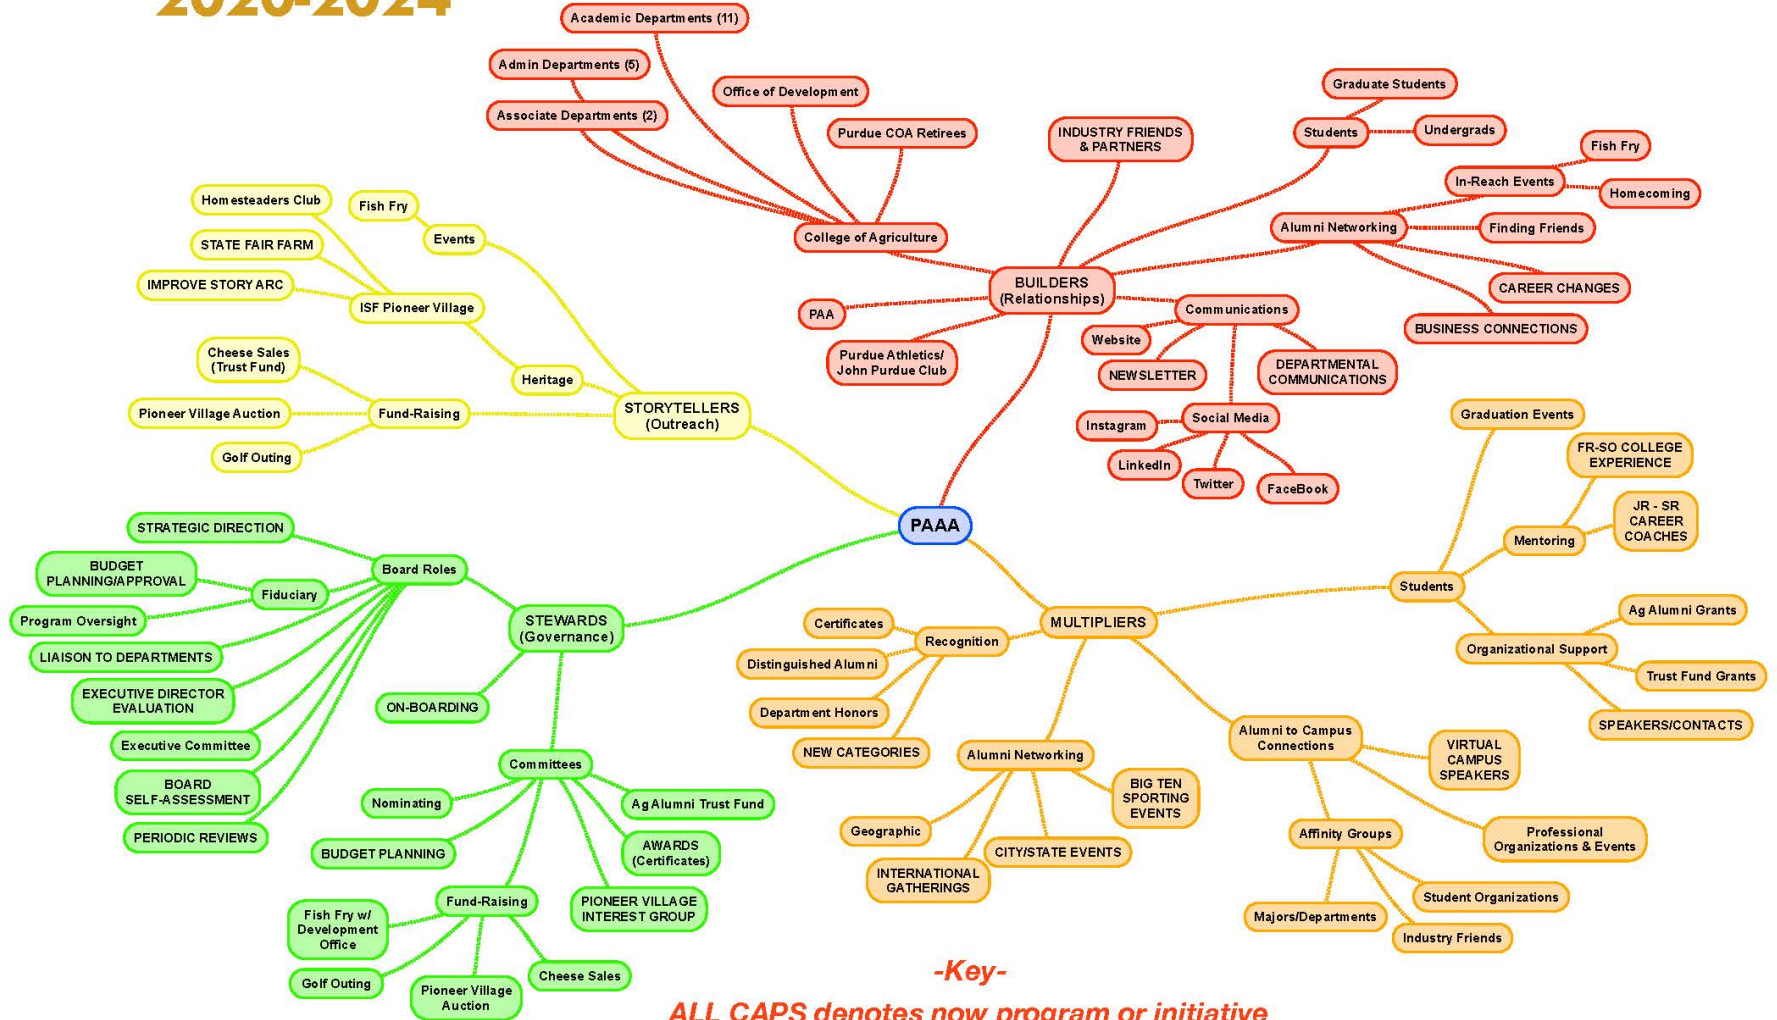 2020-2024
Academic Departments (11)
Admin Departments (5)
Associate Departments (2)
Office of Development
Purdue COA Retirees
College of Agriculture
INDUSTRY FRIENDS
& PARTNERS
Graduate Students
Students
Undergrads
Fish Fry
In-Reach Events
Homecoming
Alumni Networking
Finding Friends
CAREER CHANGES
BUSINESS CONNECTIONS
BUILDERS
(Relationships)
PAA
Purdue Athletics/
John Purdue Club
Communications
Website
NEWSLETTER
DEPARTMENTAL
COMMUNICATIONS
Social Media
Instagram
LinkedIn
Twitter
FaceBook
Homesteaders Club
Fish Fry
STATE FAIR FARM
Events
IMPROVE STORY ARC
ISF Pioneer Village
Cheese Sales
(Trust Fund)
Heritage
Pioneer Village Auction
Fund-Raising
STORYTELLERS
(Outreach)
Golf Outing
PAAA
STRATEGIC DIRECTION
BUDGET
PLANNING/APPROVAL
Board Roles
Fiduciary
Program Oversight
LIAISON TO DEPARTMENTS
STEWARDS
(Governance)
EXECUTIVE DIRECTOR
EVALUATION
ON-BOARDING
Executive Committee
BOARD
SELF-ASSESSMENT
PERIODIC REVIEWS
Committees
Nominating
Ag Alumni Trust Fund
BUDGET PLANNING
AWARDS
(Certificates)
Fund-Raising
PIONEER VILLAGE
INTEREST GROUP
Fish Fry w/
Development
Office
Golf Outing
Pioneer Village
Auction
Cheese Sales
MULTIPLIERS
Certificates
Recognition
Distinguished Alumni
Department Honors
NEW CATEGORIES
Alumni Networking
Geographic
INTERNATIONAL
GATHERINGS
CITY/STATE EVENTS
BIG TEN
SPORTING
EVENTS
Graduation Events
FR-SO COLLEGE
EXPERIENCE
JR - SR
CAREER
COACHES
Mentoring
Students
Ag Alumni Grants
Organizational Support
Trust Fund Grants
SPEAKERS/CONTACTS
Alumni to Campus
Connections
VIRTUAL
CAMPUS
SPEAKERS
Affinity Groups
Professional
Organizations & Events
Student Organizations
Majors/Departments
Industry Friends
-Key-
ALL CAPS denotes now program or initiative